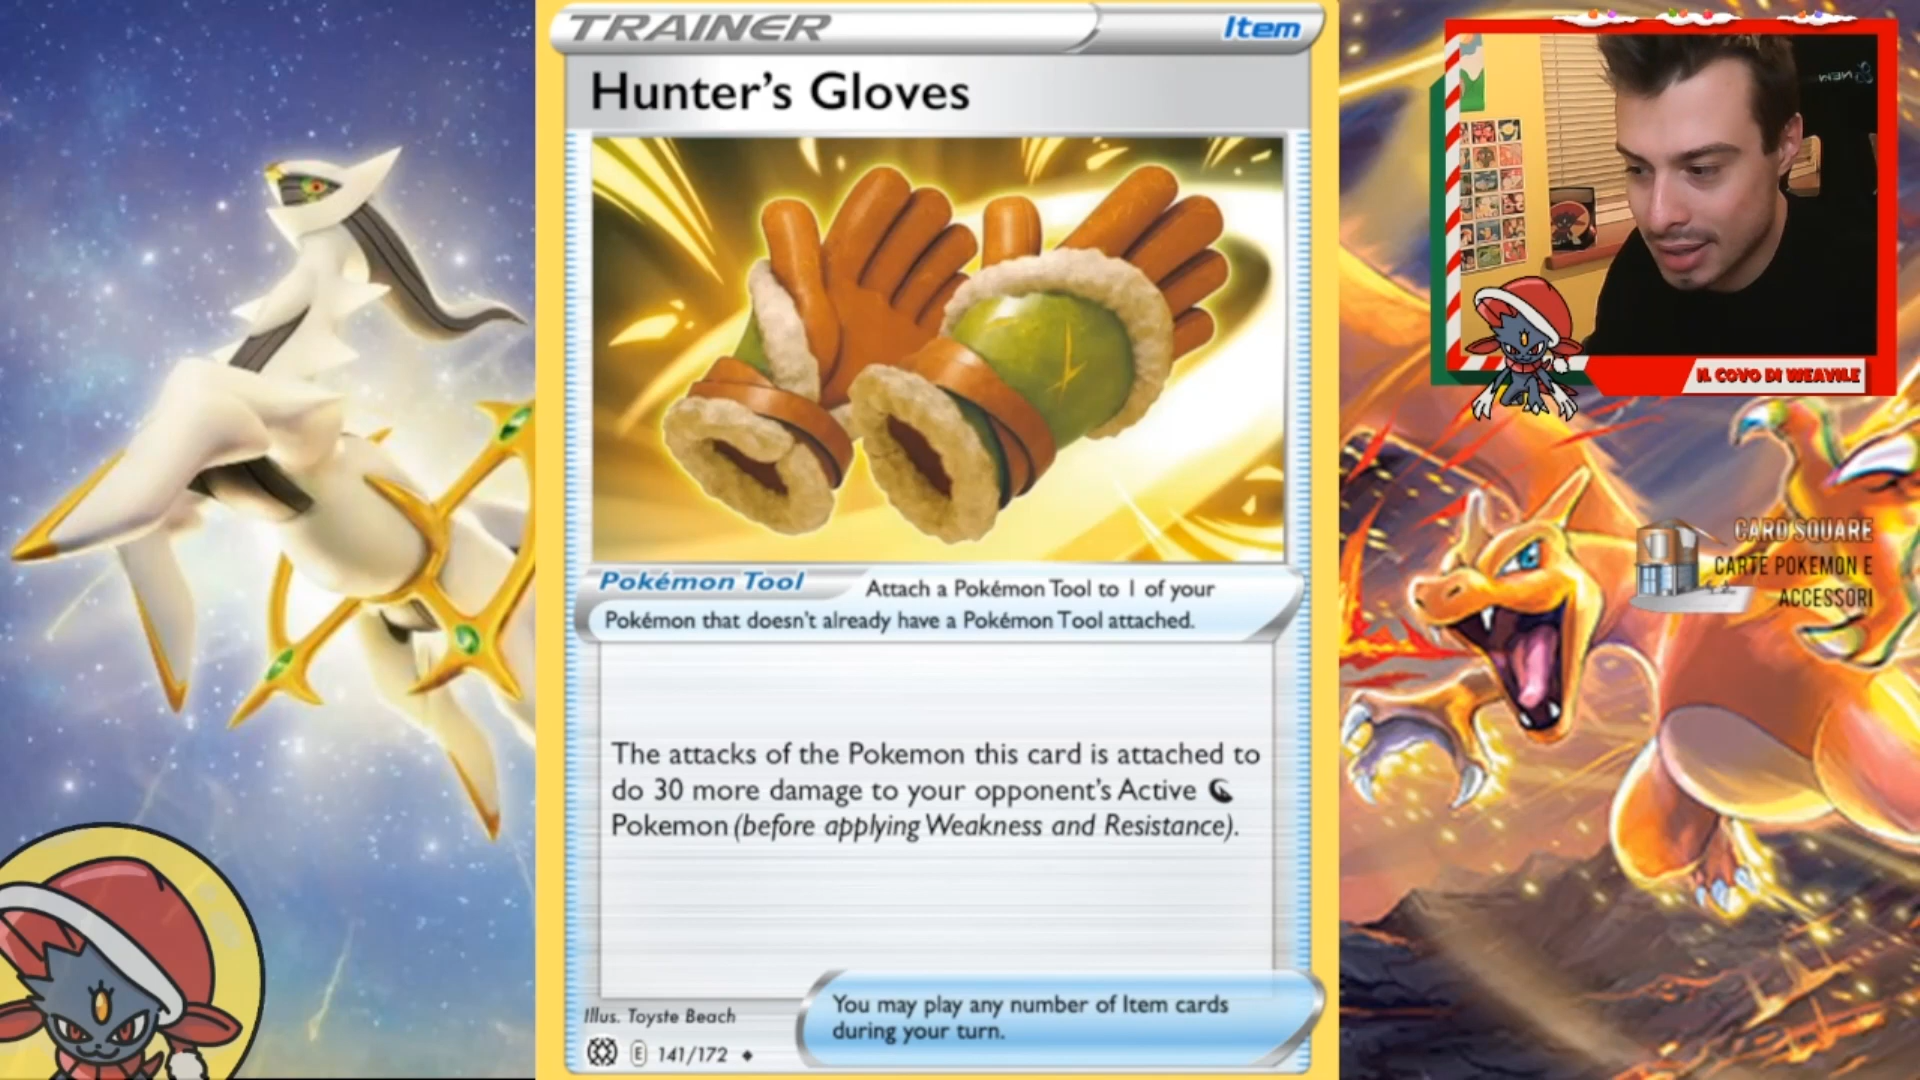 TRAINER
Item
Hunter's Gloves
Pokémon Tool
Attach a Pokémon Tool to 1 of your
Pokémon that doesn't already have a Pokémon Tool attached.
The attacks of the Pokemon this card is attached to
do 30 more damage to your opponent's Active
Pokemon (before applying Weakness and Resistance).
You may play any number of Item cards
during your turn.
Illus. Toyste Beach
E 141/172
IL COVO DI WEAVILE
CARD SQUARE
CARTE POKEMON E
ACCESSORI